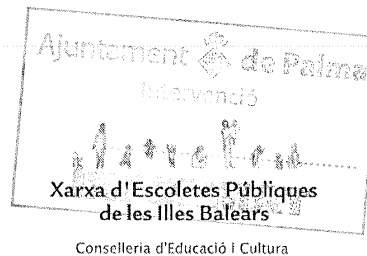 Ajuntament de Palma
Intervenció
Xarxa d'Escoletes Públiques
de les Illes Balears
Conselleria d'Educació i Cultura